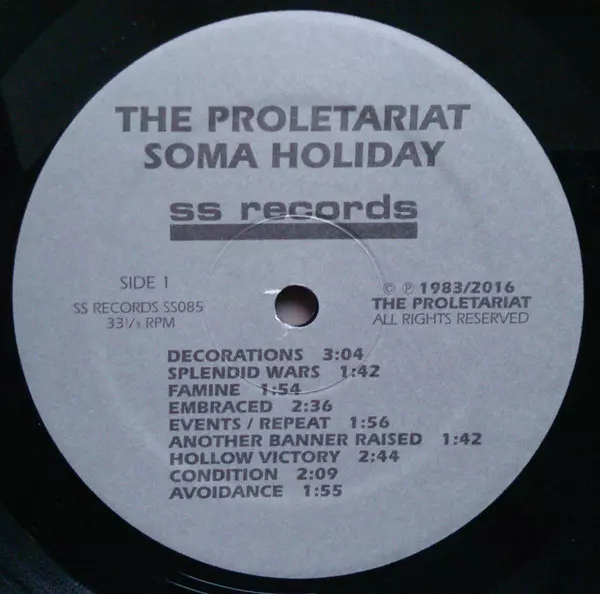 THE PROLETARIAT
SOMA HOLIDAY
ss records
SIDE 1
SS RECORDS SS085
33⅓ RPM
© ℗ 1983/2016
THE PROLETARIAT
ALL RIGHTS RESERVED
DECORATIONS 3:04
SPLENDID WARS 1:42
FAMINE 1:54
EMBRACED 2:36
EVENTS / REPEAT 1:56
ANOTHER BANNER RAISED 1:42
HOLLOW VICTORY 2:44
CONDITION 2:09
AVOIDANCE 1:55